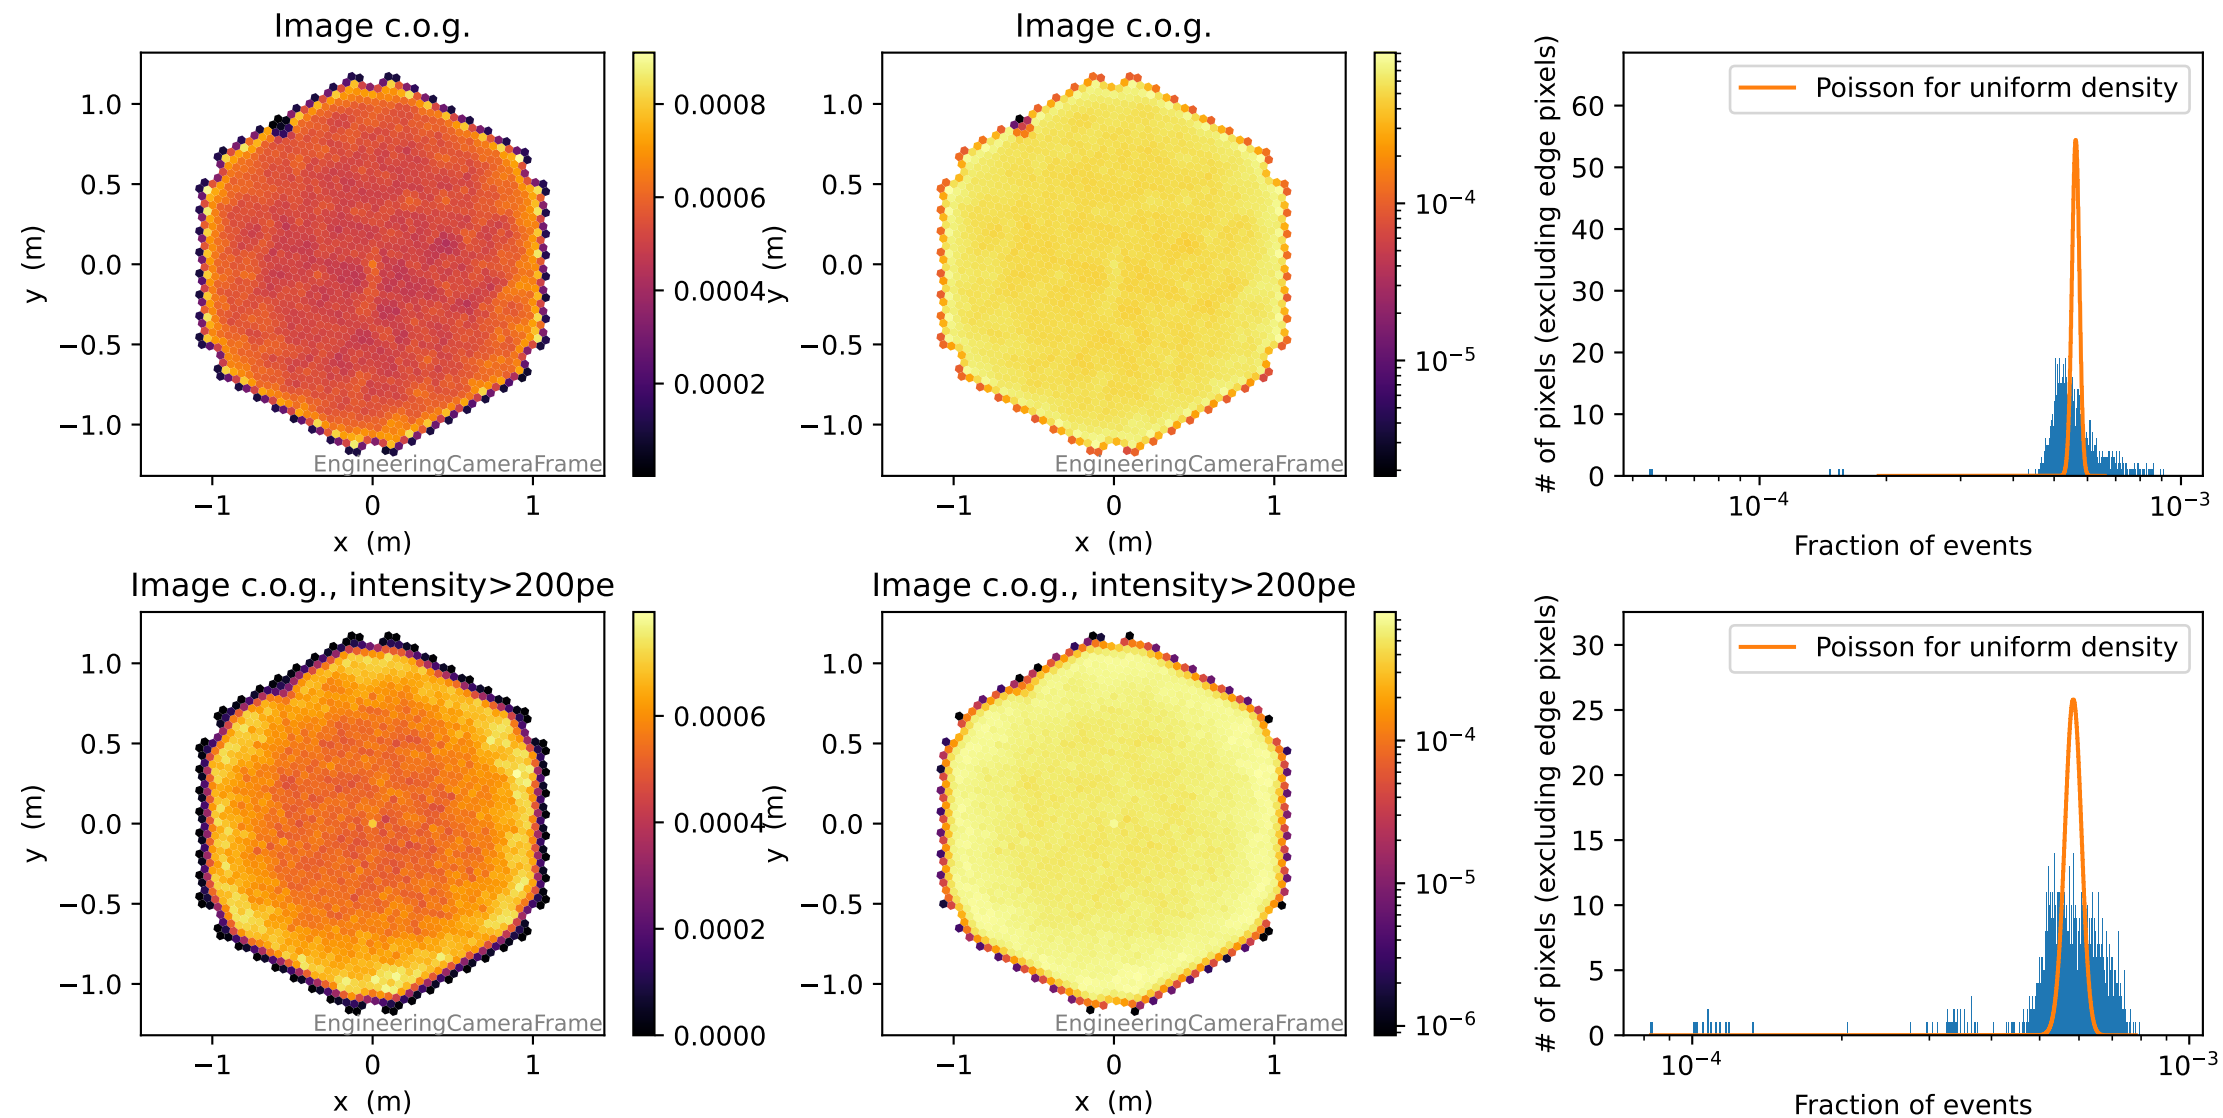 Image c.o.g.
1.0
0.5
0.0
−0.5
−1.0
y (m)
−1
0
1
x (m)
EngineeringCameraFrame
0.0008
0.0006
0.0004
0.0002
Image c.o.g.
1.0
0.5
0.0
−0.5
−1.0
y (m)
−1
0
1
x (m)
EngineeringCameraFrame
10⁻⁴
10⁻⁵
# of pixels (excluding edge pixels)
60
50
40
30
20
10
0
Poisson for uniform density
10⁻⁴
10⁻³
Fraction of events
Image c.o.g., intensity>200pe
1.0
0.5
0.0
−0.5
−1.0
y (m)
−1
0
1
x (m)
EngineeringCameraFrame
0.0006
0.0004
0.0002
0.0000
Image c.o.g., intensity>200pe
1.0
0.5
0.0
−0.5
−1.0
y (m)
−1
0
1
x (m)
EngineeringCameraFrame
10⁻⁴
10⁻⁵
10⁻⁶
# of pixels (excluding edge pixels)
30
25
20
15
10
5
0
Poisson for uniform density
10⁻⁴
10⁻³
Fraction of events